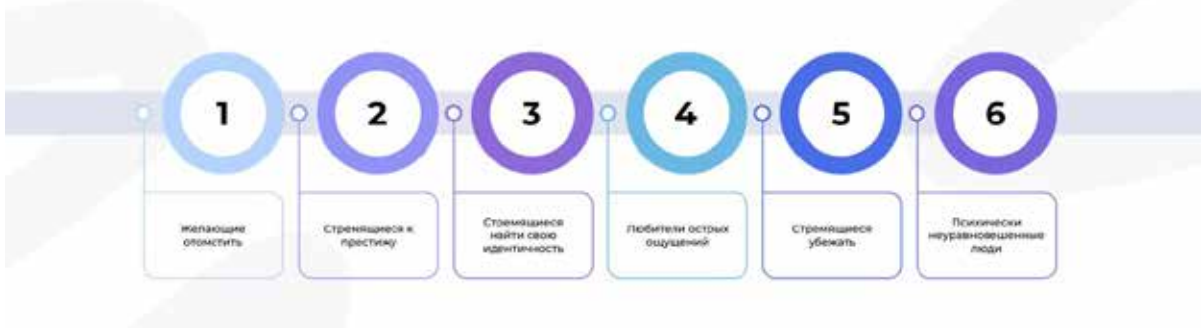 1
2
3
4
5
6
Желающие
отомстить
Стремящиеся к
престижу
Стремящиеся
найти свою
идентичность
Любители острых
ощущений
Стремящиеся
убежать
Психически
неуравновешенные
люди